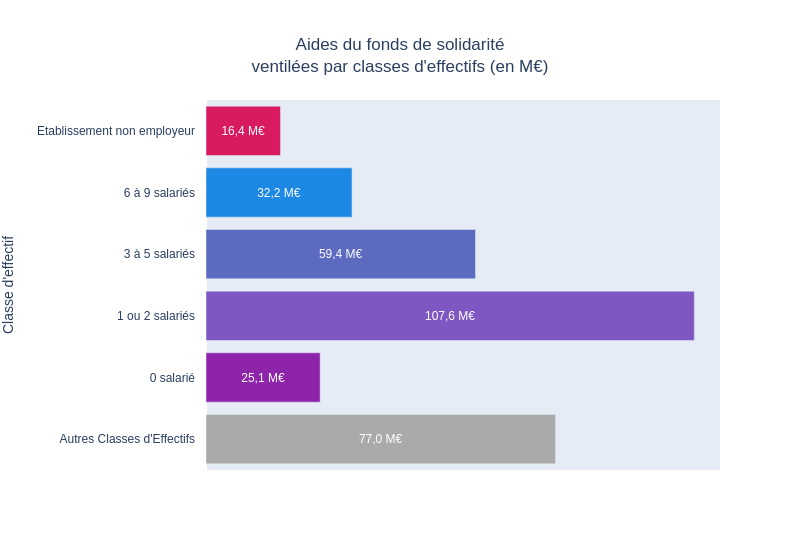 Aides du fonds de solidarité
ventilées par classes d'effectifs (en M€)
Classe d'effectif
Etablissement non employeur 16,4 M€
6 à 9 salariés 32,2 M€
3 à 5 salariés 59,4 M€
1 ou 2 salariés 107,6 M€
0 salarié 25,1 M€
Autres Classes d'Effectifs 77,0 M€